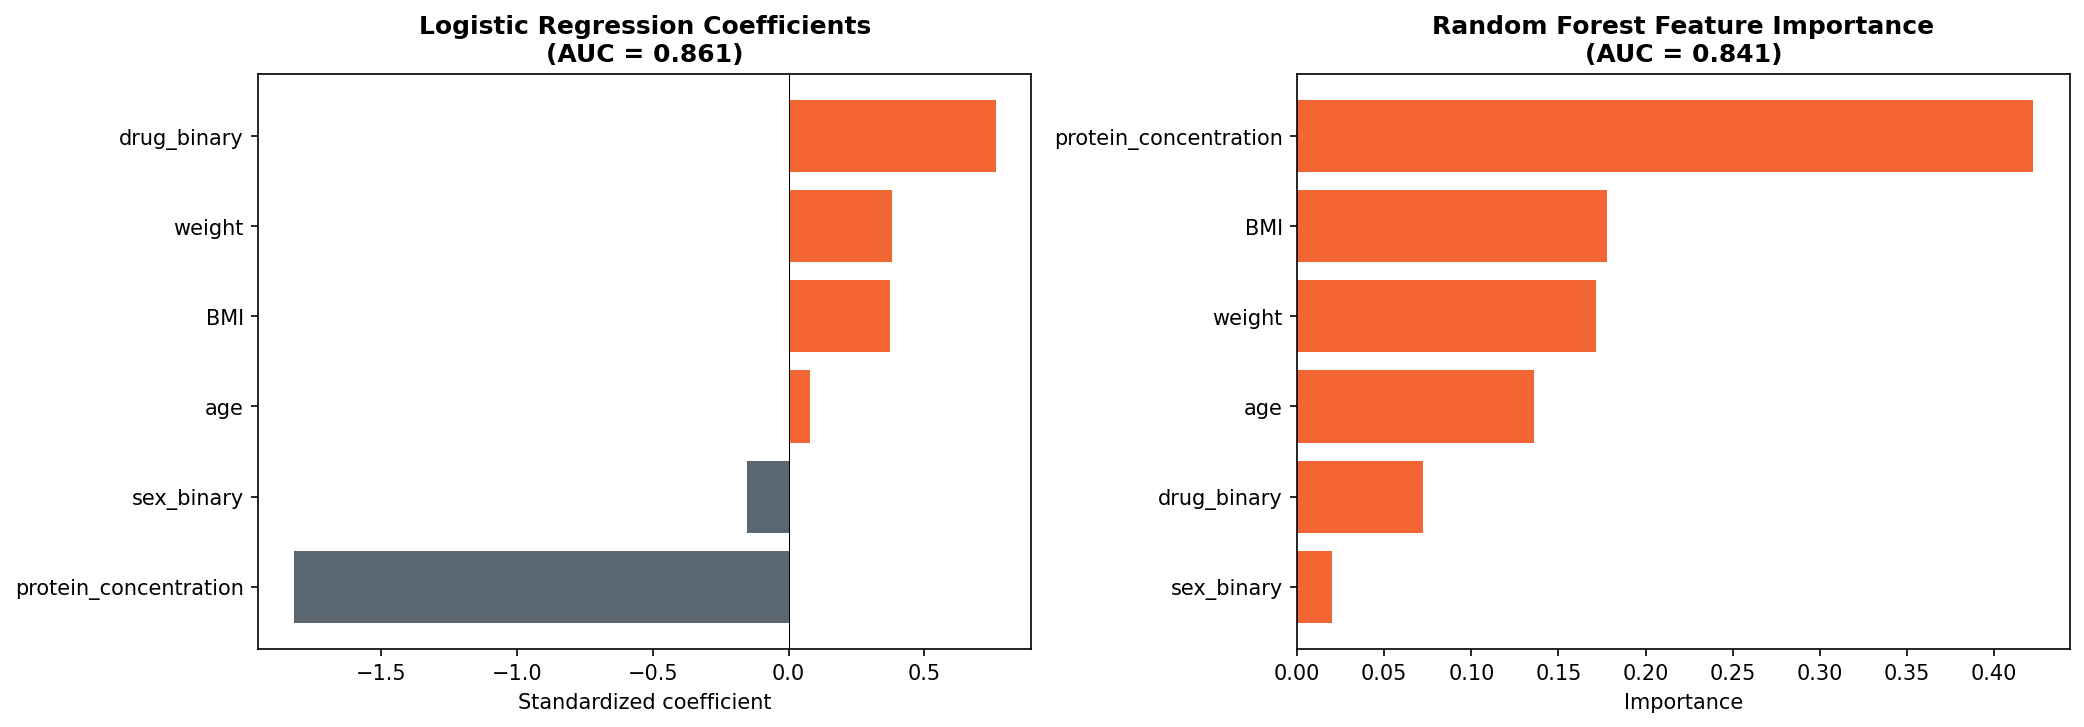 Logistic Regression Coefficients
(AUC = 0.861)
drug_binary
weight
BMI
age
sex_binary
protein_concentration
−1.5 −1.0 −0.5 0.0 0.5
Standardized coefficient
Random Forest Feature Importance
(AUC = 0.841)
protein_concentration
BMI
weight
age
drug_binary
sex_binary
0.00 0.05 0.10 0.15 0.20 0.25 0.30 0.35 0.40
Importance